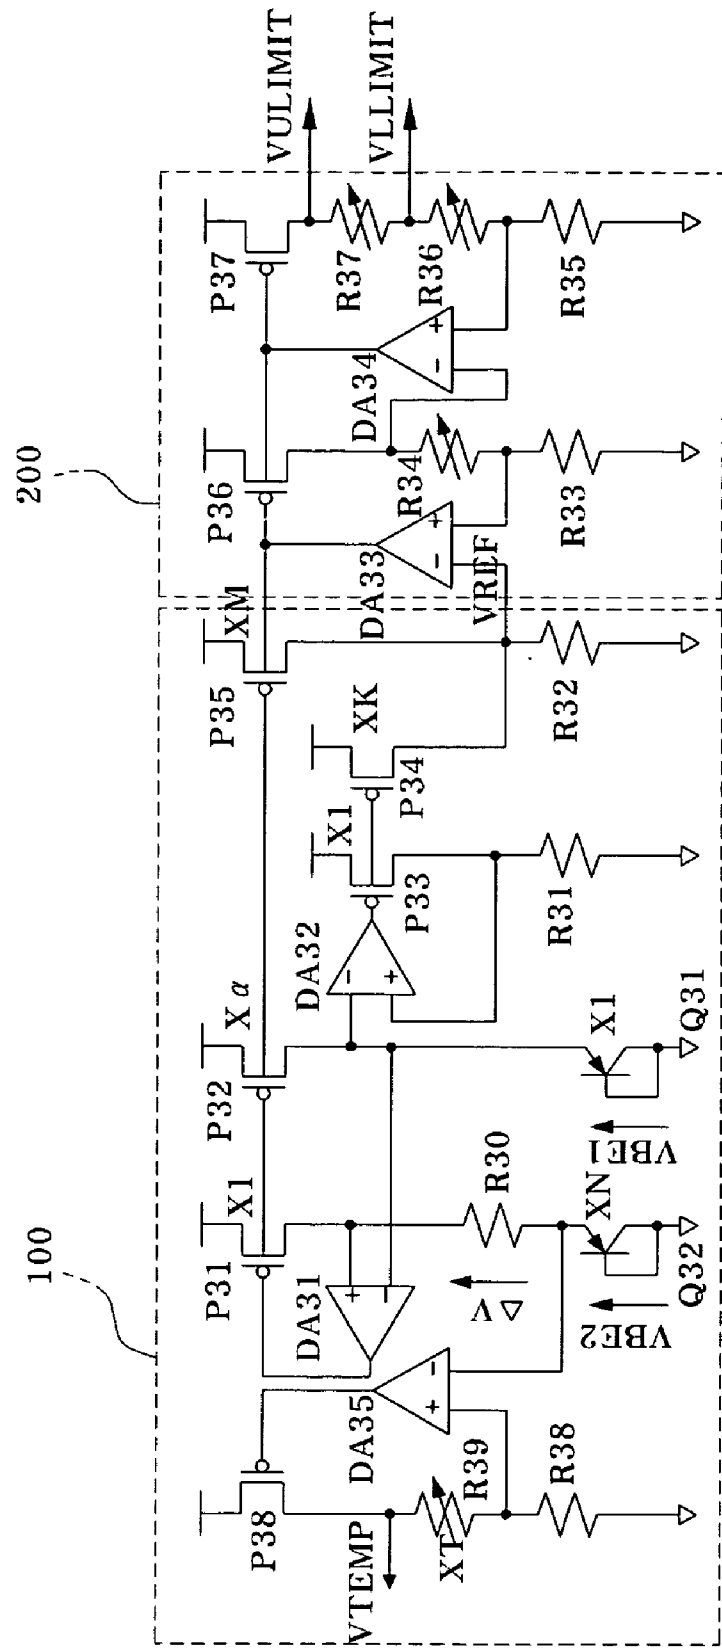 100
200
P38
P31
X1
P32
Xα
P35
XM
P36
P37
VULIMIT
VLLIMIT
DA35
+
-
DA31
+
-
DA32
-
+
X1
P33
XK
P34
DA33
-
+
R34
DA34
-
+
R37
R36
VTEMP
XT
R39
R38
ΔV
R30
XN
VBE2
Q32
VBE1
X1
Q31
R31
R32
VREF
R33
R35